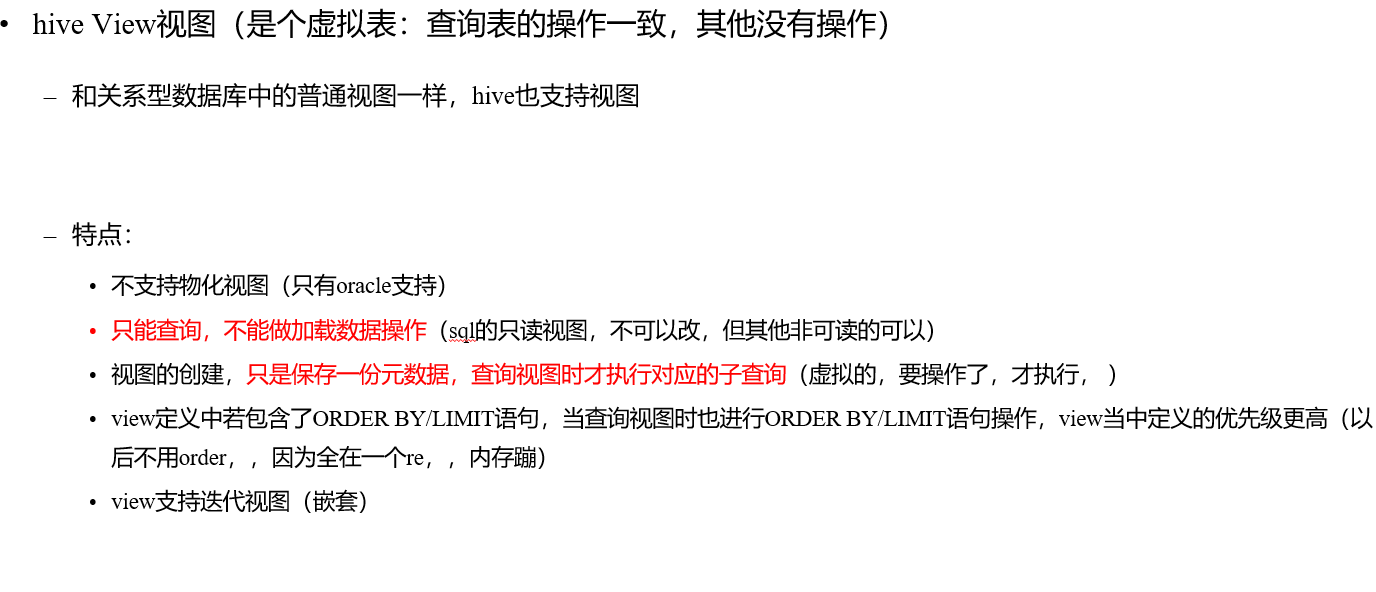 • hive View视图（是个虚拟表：查询表的操作一致，其他没有操作）
– 和关系型数据库中的普通视图一样，hive也支持视图
– 特点：
• 不支持物化视图（只有oracle支持）
• 只能查询，不能做加载数据操作（sql的只读视图，不可以改，但其他非可读的可以）
• 视图的创建，只是保存一份元数据，查询视图时才执行对应的子查询（虚拟的，要操作了，才执行， ）
• view定义中若包含了ORDER BY/LIMIT语句，当查询视图时也进行ORDER BY/LIMIT语句操作，view当中定义的优先级更高（以
后不用order，，因为全在一个re，，内存蹦）
• view支持迭代视图（嵌套）